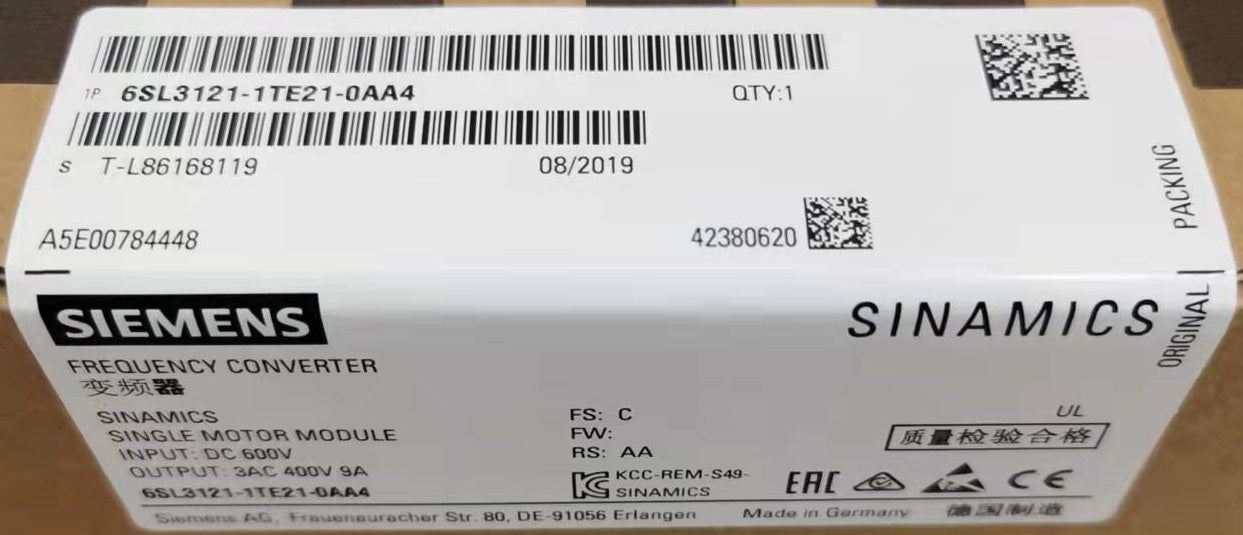 1P 6SL3121-1TE21-0AA4 QTY:1
S T-L86168119 08/2019
A5E00784448 42380620
ORIGINAL PACKING
SIEMENS SINAMICS
FREQUENCY CONVERTER
变频器
SINAMICS FS: C UL
SINGLE MOTOR MODULE FW: 质量检验合格
INPUT: DC 600V RS: AA
OUTPUT: 3AC 400V 9A KCC-REM-S49-
6SL3121-1TE21-0AA4 SINAMICS EAC CE
Siemens AG, Frauenauracher Str. 80, DE-91056 Erlangen Made in Germany 德国制造